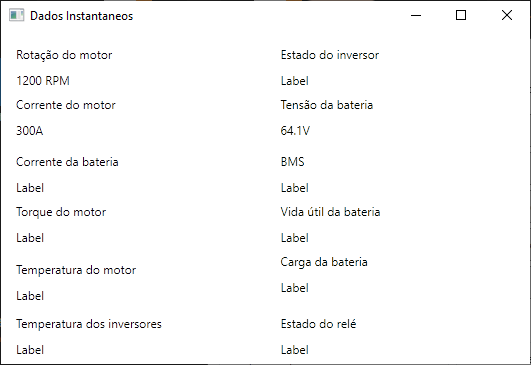 Dados Instantaneos
Rotação do motor
Estado do inversor
1200 RPM
Label
Corrente do motor
Tensão da bateria
300A
64.1V
Corrente da bateria
BMS
Label
Label
Torque do motor
Vida útil da bateria
Label
Label
Temperatura do motor
Carga da bateria
Label
Label
Temperatura dos inversores
Estado do relé
Label
Label